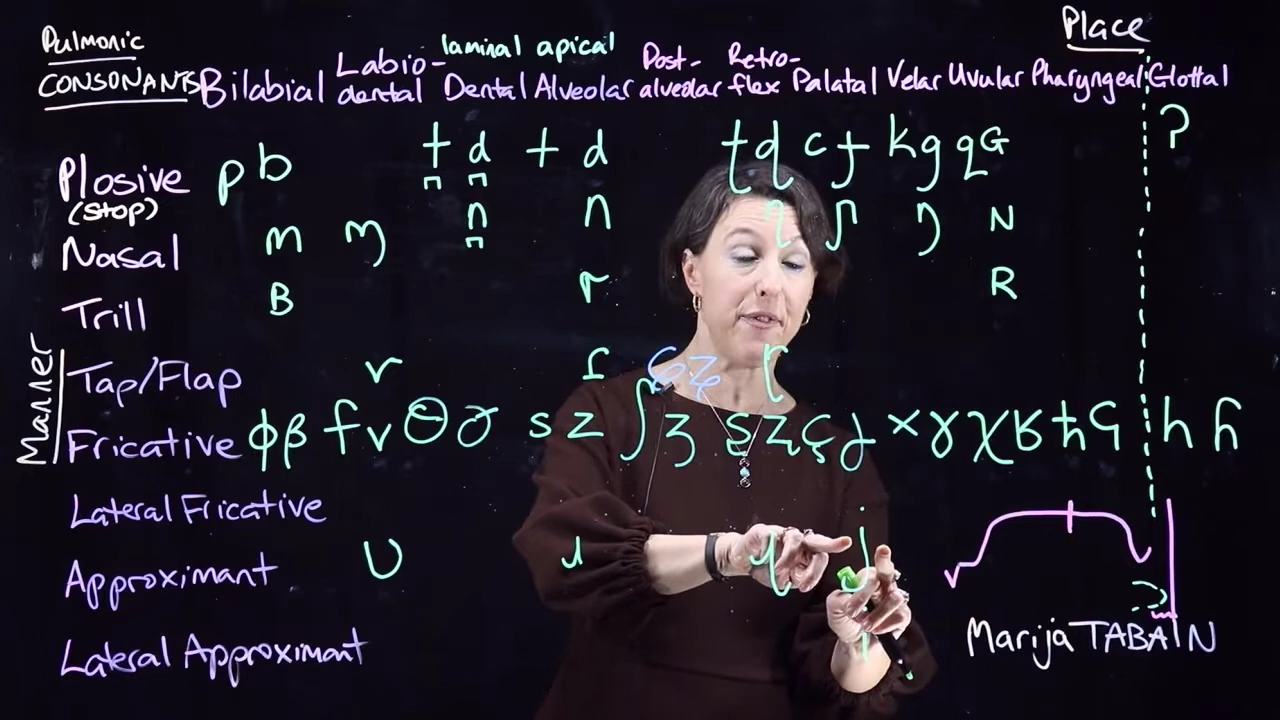 Pulmonic
CONSONANTS
Place
laminal apical
Bilabial Labio-dental Dental Alveolar Post-alveolar Retro-flex Palatal Velar Uvular Pharyngeal Glottal
Manner
Plosive p b t̪ d̪ t d ʈ ɖ c ɟ k g q ɢ ʔ
(stop)
Nasal m ɱ n̪ n ɳ ɲ ŋ ɴ
Trill ʙ r ʀ
Tap/Flap ⱱ ɾ ɕ ʑ ɽ
Fricative ɸ β f v θ ð s z ʃ ʒ ʂ ʐ ç ʝ x ɣ χ ʁ ħ ʕ h ɦ
Lateral Fricative
Approximant ʋ ɹ ɻ j
Lateral Approximant
Marija TABAIN